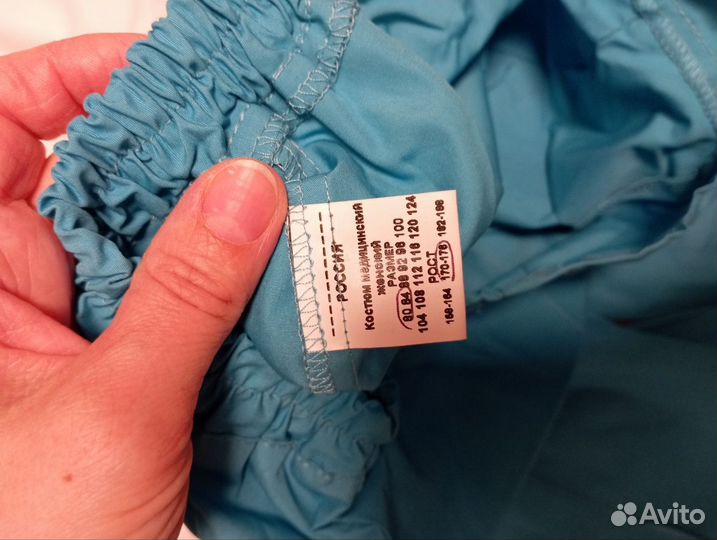 РОССИЯ
Костюм медицинский
женский
РАЗМЕР
80 84 88 92 96 100
104 108 112 116 120 124
РОСТ
158-164 170-176 182-188
Avito